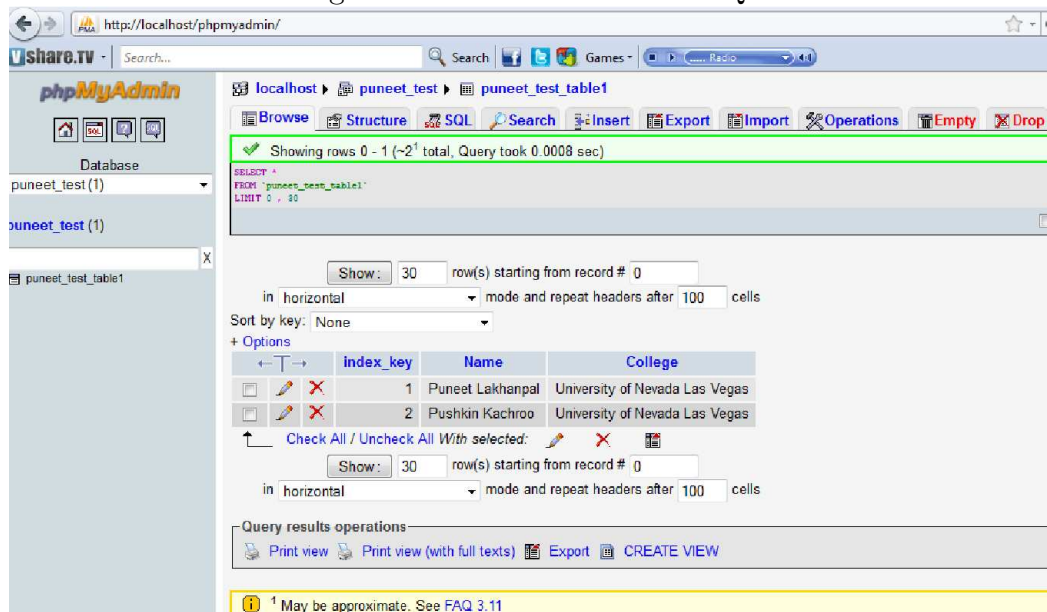 http://localhost/phpmyadmin/
Vshare.TV - Search... Search Games - Radio
phpMyAdmin
Database
puneet_test (1)
puneet_test (1)
X
puneet_test_table1
localhost puneet_test puneet_test_table1
Browse Structure SQL Search Insert Export Import Operations Empty Drop
Showing rows 0 - 1 (~2¹ total, Query took 0.0008 sec)
SELECT *
FROM `puneet_test_table1`
LIMIT 0 , 30
Show : 30 row(s) starting from record # 0
in horizontal mode and repeat headers after 100 cells
Sort by key: None
+ Options
←T→ index_key Name College
1 Puneet Lakhanpal University of Nevada Las Vegas
2 Pushkin Kachroo University of Nevada Las Vegas
Check All / Uncheck All With selected:
Show : 30 row(s) starting from record # 0
in horizontal mode and repeat headers after 100 cells
Query results operations
Print view Print view (with full texts) Export CREATE VIEW
¹ May be approximate. See FAQ 3.11